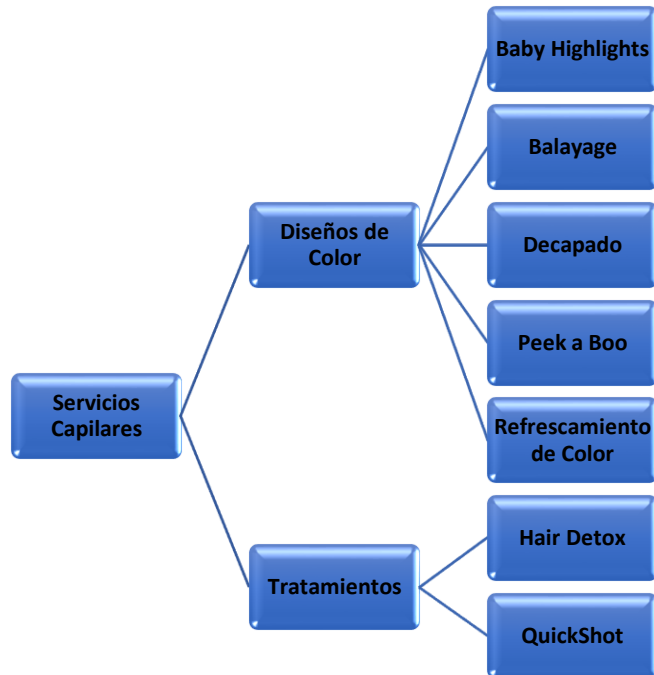 Servicios
Capilares
Diseños de
Color
Baby Highlights
Balayage
Decapado
Peek a Boo
Refrescamiento
de Color
Tratamientos
Hair Detox
QuickShot